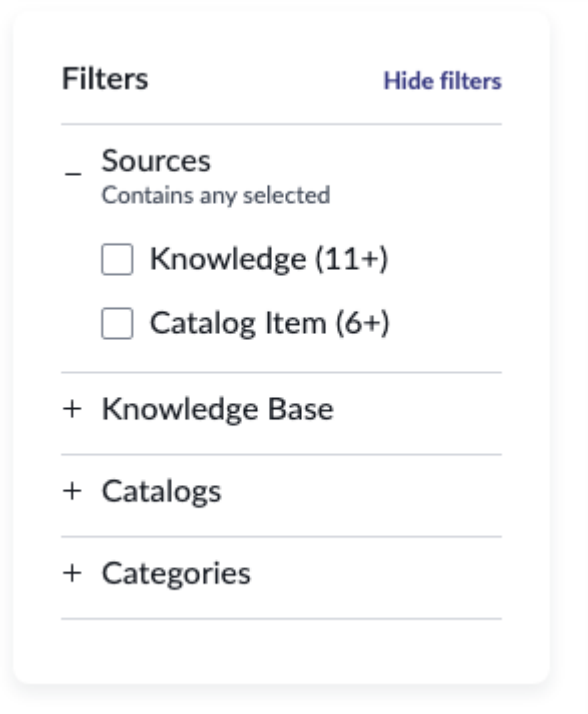 Filters
Hide filters
Sources
Contains any selected
Knowledge (11+)
Catalog Item (6+)
Knowledge Base
Catalogs
Categories